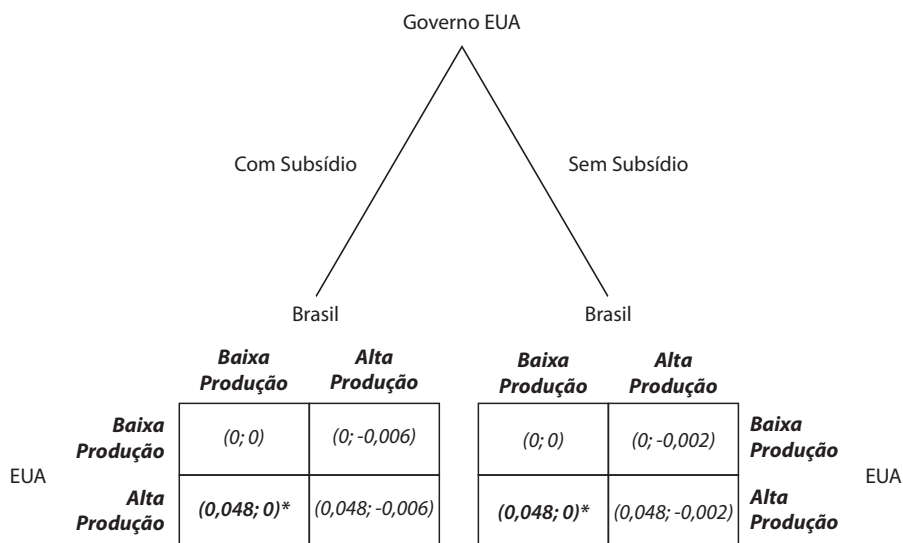 Governo EUA
Com Subsídio Sem Subsídio
Brasil Brasil
Baixa Produção Alta Produção Baixa Produção Alta Produção
Baixa Produção (0; 0) (0; -0,006) (0; 0) (0; -0,002) Baixa Produção
EUA EUA
Alta Produção (0,048; 0)* (0,048; -0,006) (0,048; 0)* (0,048; -0,002) Alta Produção